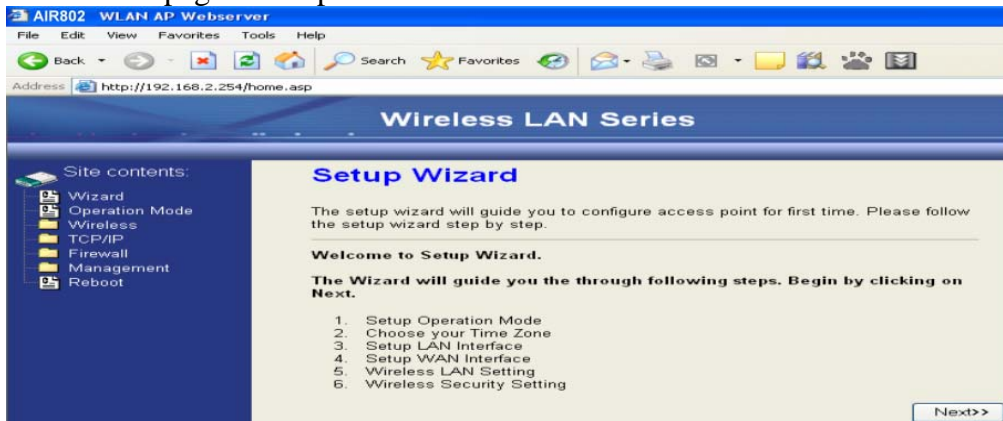 AIR802 WLAN AP Webserver
File Edit View Favorites Tools Help
Back Search Favorites
Address http://192.168.2.254/home.asp
Wireless LAN Series
Site contents:
Wizard
Operation Mode
Wireless
TCP/IP
Firewall
Management
Reboot
Setup Wizard
The setup wizard will guide you to configure access point for first time. Please follow
the setup wizard step by step.
Welcome to Setup Wizard.
The Wizard will guide you the through following steps. Begin by clicking on
Next.
1. Setup Operation Mode
2. Choose your Time Zone
3. Setup LAN Interface
4. Setup WAN Interface
5. Wireless LAN Setting
6. Wireless Security Setting
Next>>